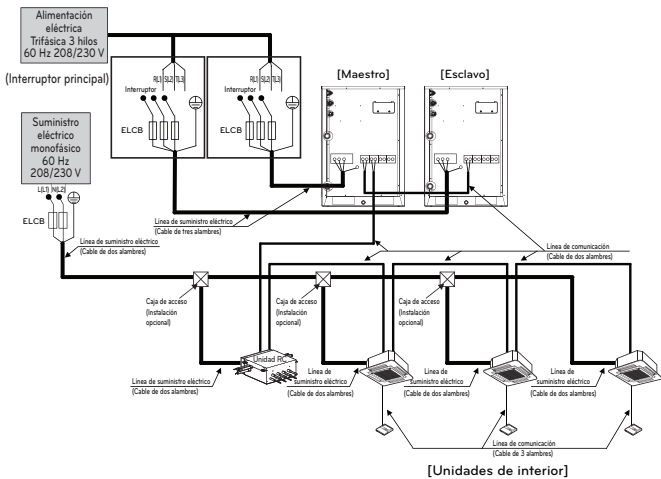 Alimentación
eléctrica
Trifásica 3 hilos
60 Hz 208/230 V
(Interruptor principal)
R(L1) S(L2) T(L3)
Interruptor
ELCB
R(L1) S(L2) T(L3)
Interruptor
ELCB
[Maestro]
[Esclavo]
Suministro
eléctrico
monofásico
60 Hz
208/230 V
L(L1) N(L2)
ELCB
Línea de suministro eléctrico
(Cable de tres alambres)
Línea de suministro eléctrico
(Cable de dos alambres)
Línea de comunicación
(Cable de dos alambres)
Caja de acceso
(Instalación
opcional)
Caja de acceso
(Instalación
opcional)
Caja de acceso
(Instalación
opcional)
Unidad RC
Línea de suministro eléctrico
(Cable de dos alambres)
Línea de
suministro eléctrico
(Cable de dos alambres)
Línea de
suministro eléctrico
(Cable de dos alambres)
Línea de
suministro eléctrico
(Cable de dos alambres)
Línea de comunicación
(Cable de 3 alambres)
[Unidades de interior]